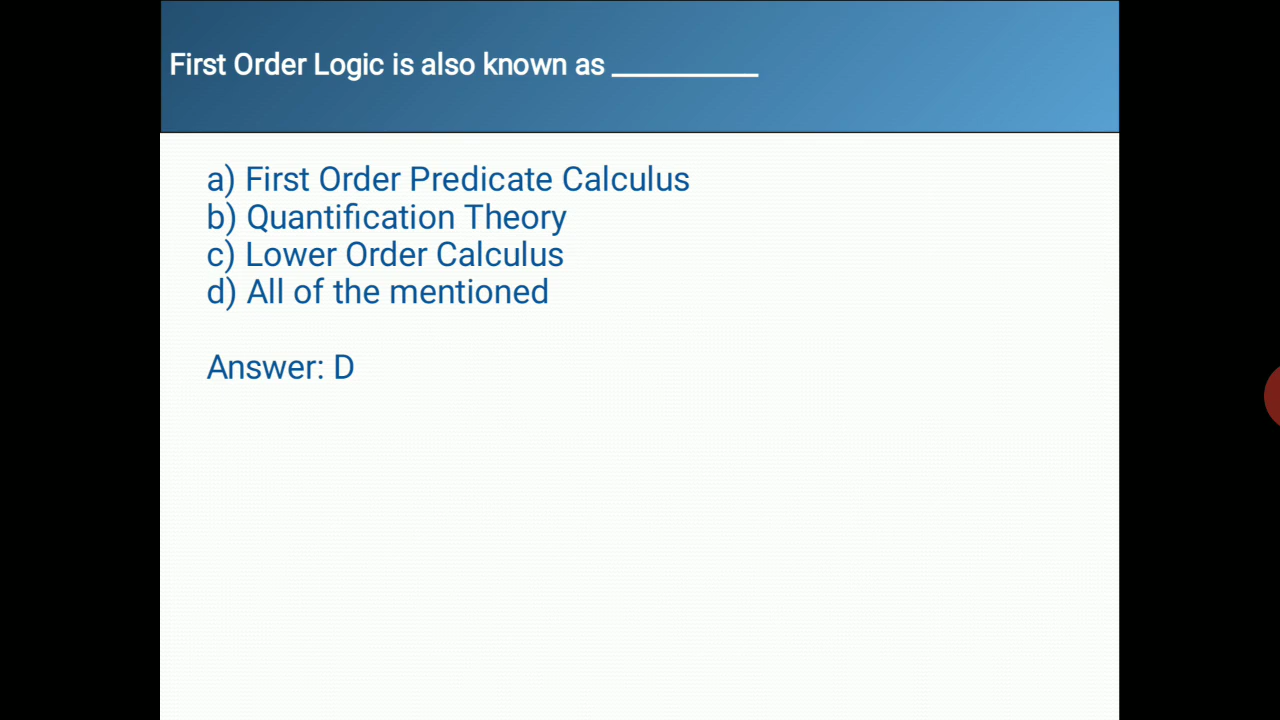 First Order Logic is also known as __________
a) First Order Predicate Calculus
b) Quantification Theory
c) Lower Order Calculus
d) All of the mentioned
Answer: D